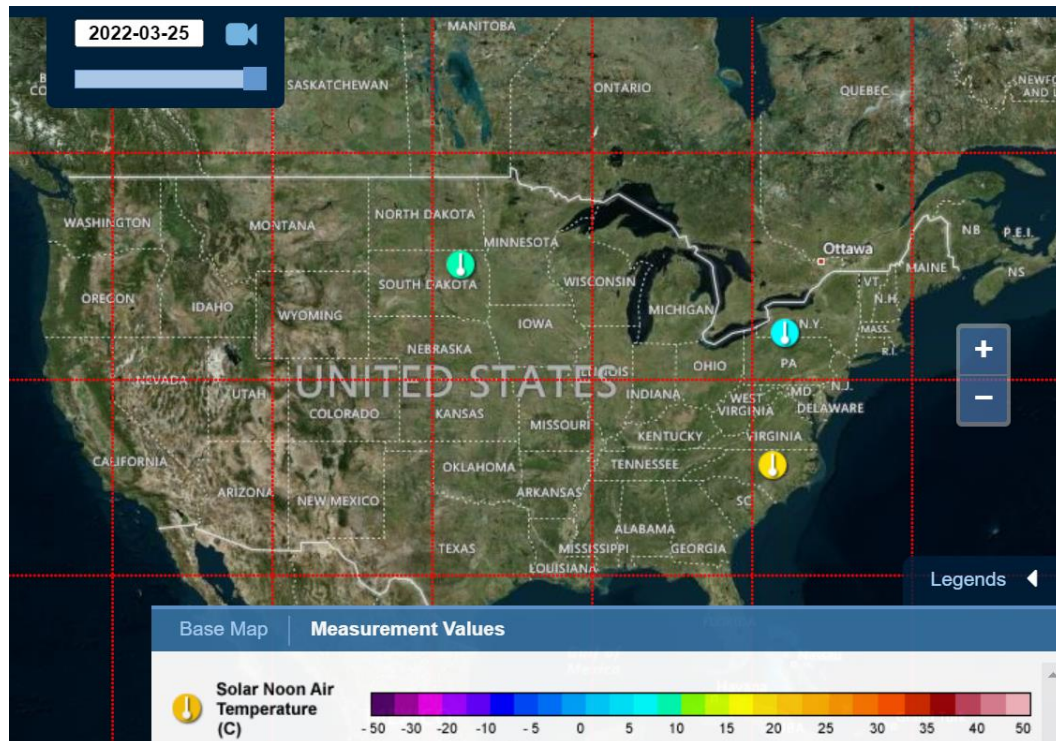 2022-03-25
MANITOBA
SASKATCHEWAN
ONTARIO
QUEBEC
WASHINGTON
MONTANA
NORTH DAKOTA
MINNESOTA
Ottawa
NB
P.E.I.
NS
MAINE
VT.
N.H.
OREGON
IDAHO
WYOMING
SOUTH DAKOTA
WISCONSIN
MICHIGAN
N.Y.
MASS.
R.I.
IOWA
NEBRASKA
OHIO
PA
NEVADA
UTAH
UNITED STATES
ILLINOIS
INDIANA
MD
N.J.
COLORADO
KANSAS
MISSOURI
WEST
VIRGINIA
DELAWARE
KENTUCKY
VIRGINIA
CALIFORNIA
OKLAHOMA
TENNESSEE
ARIZONA
NEW MEXICO
ARKANSAS
SC
ALABAMA
TEXAS
MISSISSIPPI
GEORGIA
LOUISIANA
+
−
Legends
Base Map
Measurement Values
Solar Noon Air
Temperature
(C)
- 50 -30 -20 -10 - 5 0 5 10 15 20 25 30 35 40 50